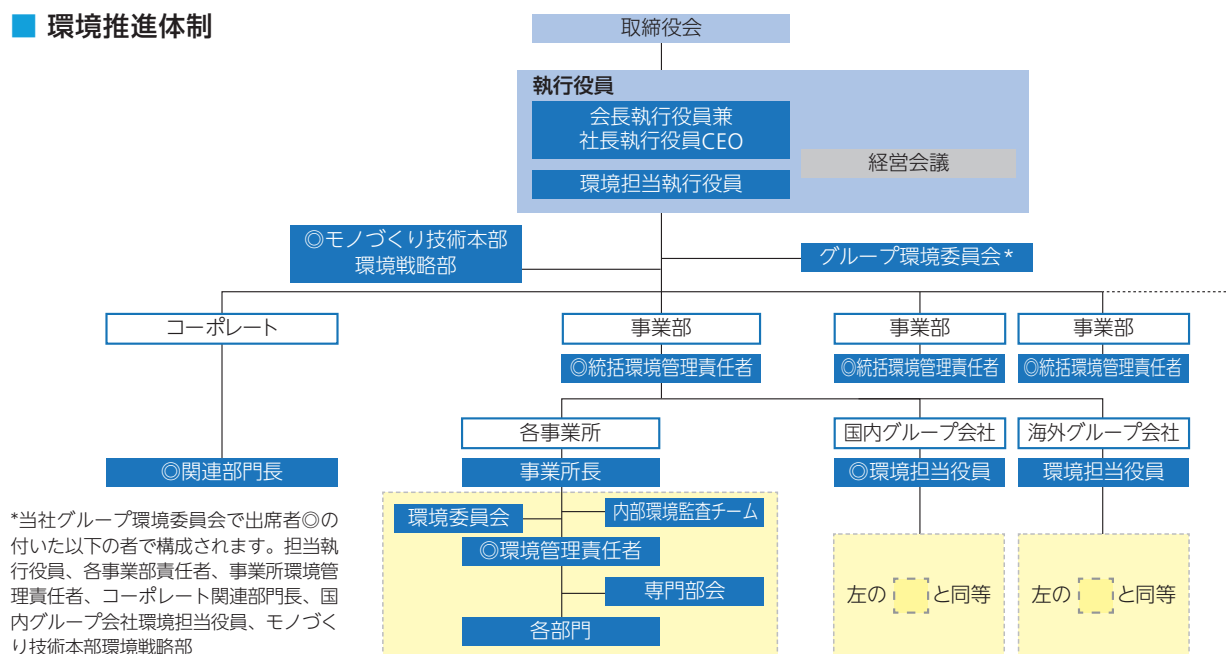 環境推進体制
取締役会
執行役員
会長執行役員兼
社長執行役員CEO
経営会議
環境担当執行役員
◎モノづくり技術本部
環境戦略部
グループ環境委員会*
コーポレート
事業部
事業部
事業部
◎統括環境管理責任者
◎統括環境管理責任者
◎統括環境管理責任者
各事業所
国内グループ会社
海外グループ会社
◎関連部門長
事業所長
◎環境担当役員
環境担当役員
環境委員会
内部環境監査チーム
◎環境管理責任者
専門部会
各部門
左の と同等
左の と同等
*当社グループ環境委員会で出席者◎の
付いた以下の者で構成されます。担当執
行役員、各事業部責任者、事業所環境管
理責任者、コーポレート関連部門長、国
内グループ会社環境担当役員、モノづく
り技術本部環境戦略部